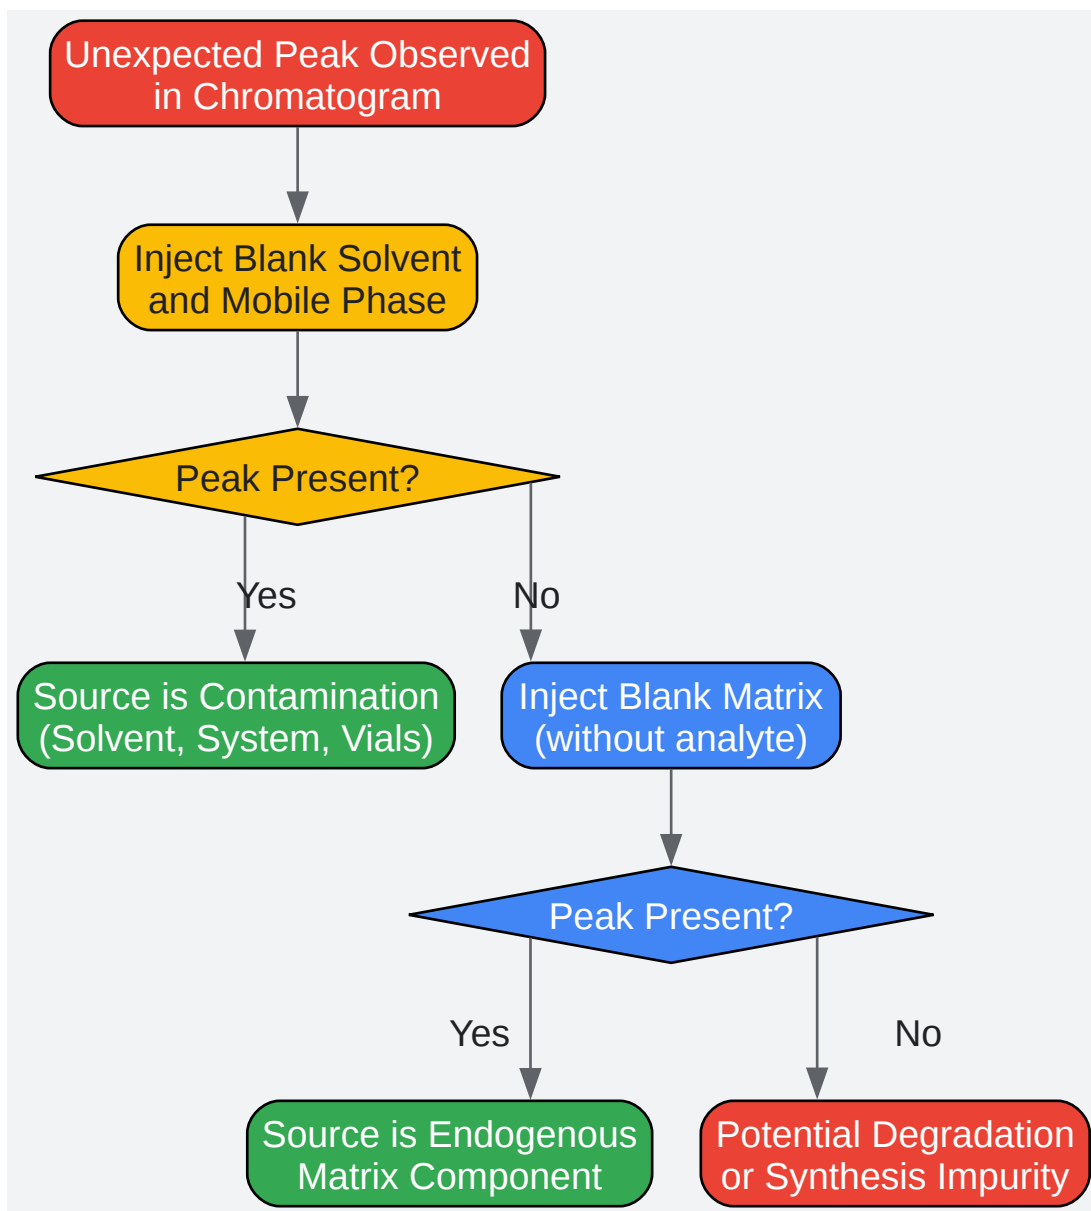 Unexpected Peak Observed
in Chromatogram
Inject Blank Solvent
and Mobile Phase
Peak Present?
Yes
No
Source is Contamination
(Solvent, System, Vials)
Inject Blank Matrix
(without analyte)
Peak Present?
Yes
No
Source is Endogenous
Matrix Component
Potential Degradation
or Synthesis Impurity